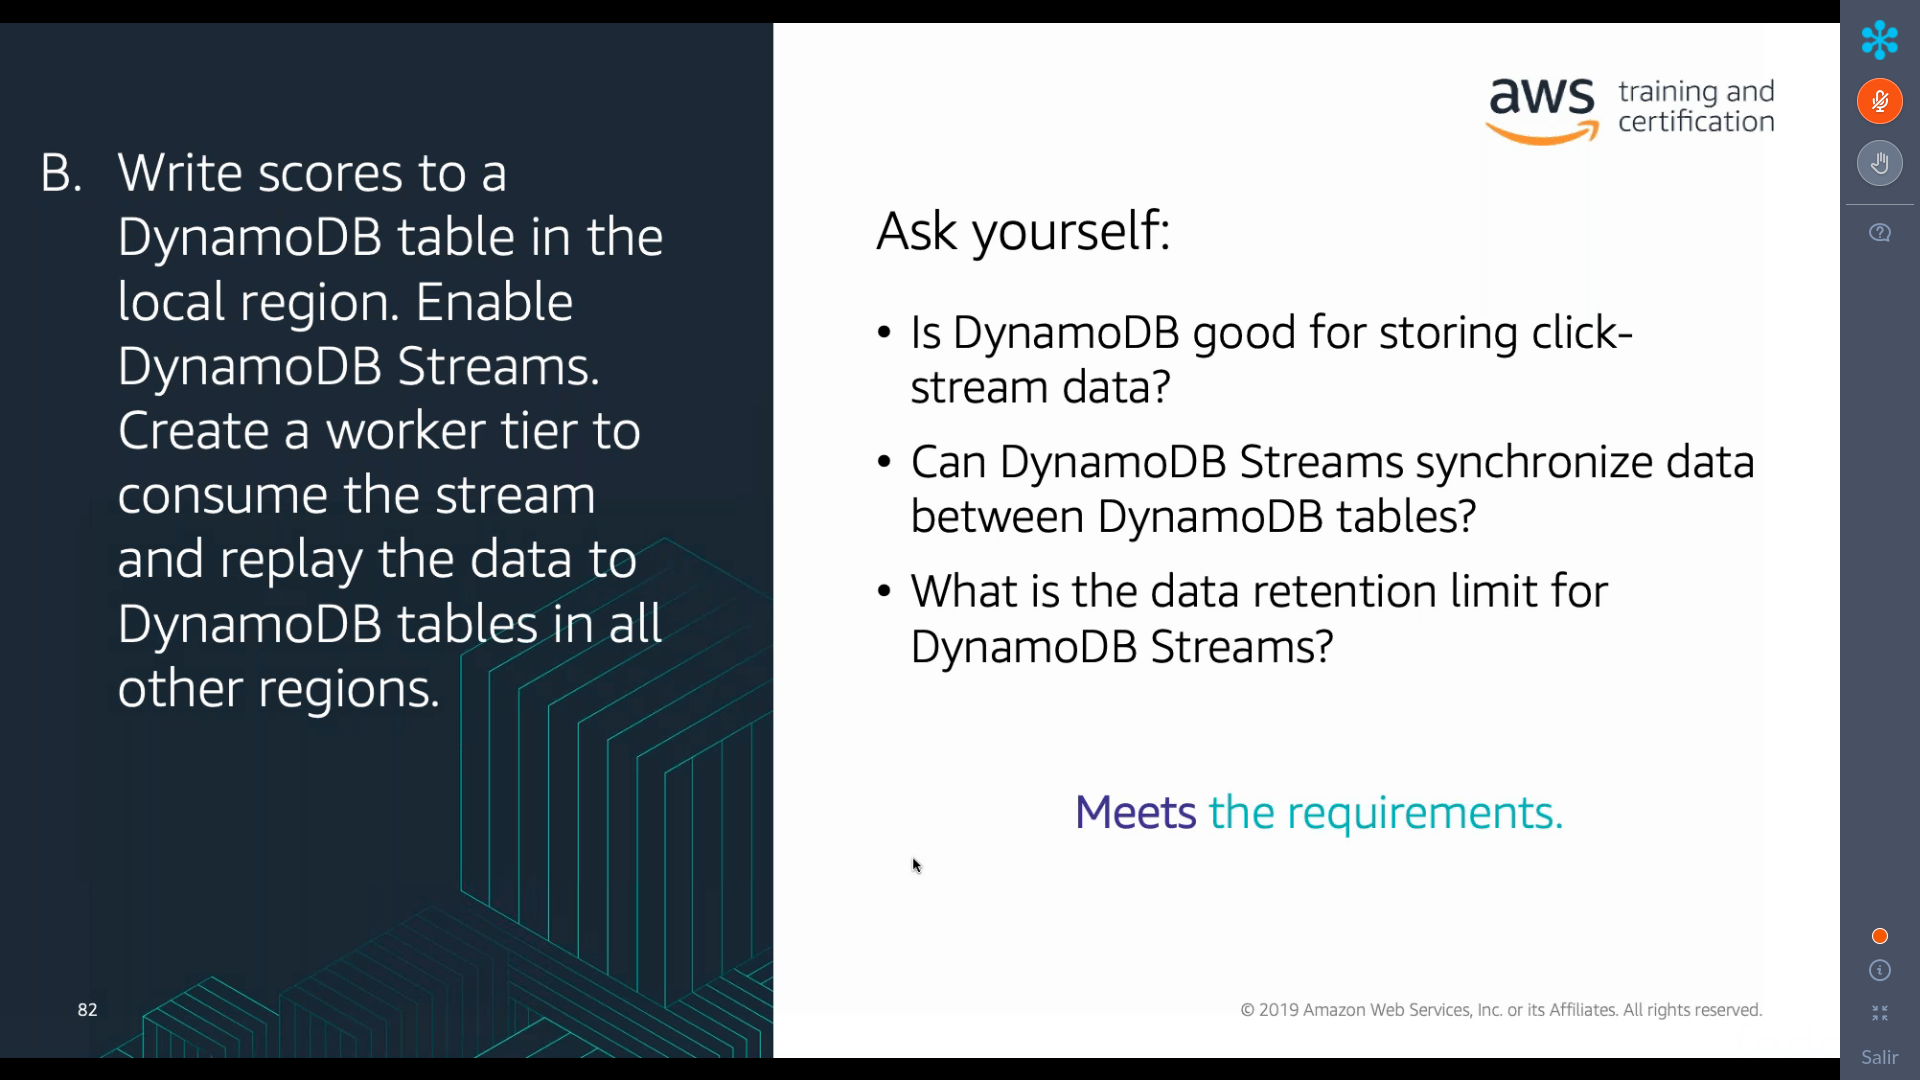 B. Write scores to a
DynamoDB table in the
local region. Enable
DynamoDB Streams.
Create a worker tier to
consume the stream
and replay the data to
DynamoDB tables in all
other regions.
82
aws training and
certification
Ask yourself:
• Is DynamoDB good for storing click-
stream data?
• Can DynamoDB Streams synchronize data
between DynamoDB tables?
• What is the data retention limit for
DynamoDB Streams?
Meets the requirements.
© 2019 Amazon Web Services, Inc. or its Affiliates. All rights reserved.
Salir